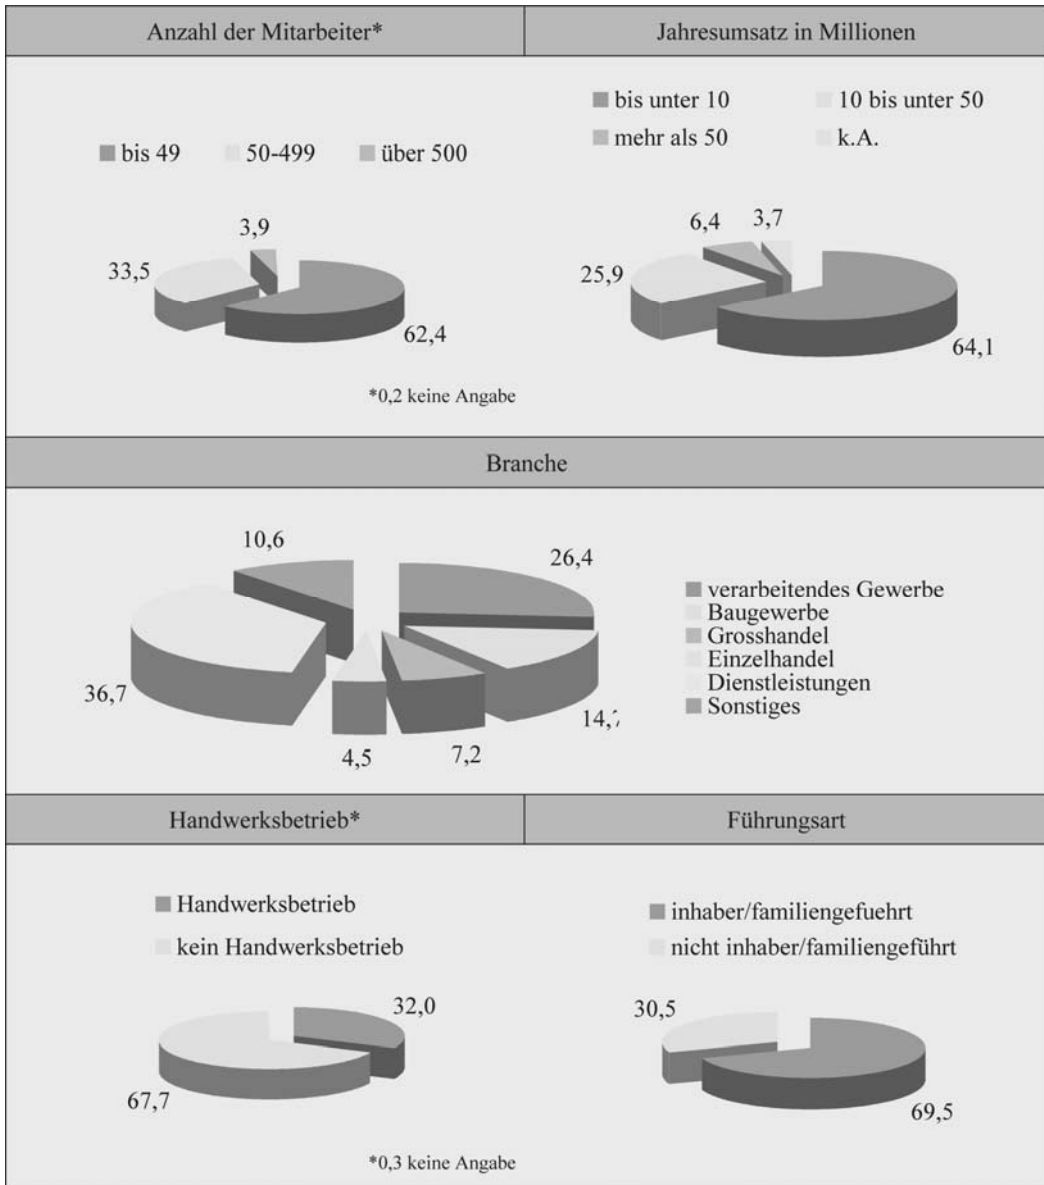 Anzahl der Mitarbeiter*
Jahresumsatz in Millionen
bis 49 50-499 über 500
3,9
33,5
62,4
*0,2 keine Angabe
bis unter 10 10 bis unter 50
mehr als 50 k.A.
6,4 3,7
25,9
64,1
Branche
10,6
26,4
36,7
4,5
7,2
verarbeitendes Gewerbe
Baugewerbe
Grosshandel
Einzelhandel
Dienstleistungen
Sonstiges
Handwerksbetrieb*
Führungsart
Handwerksbetrieb
kein Handwerksbetrieb
32,0
67,7
*0,3 keine Angabe
inhaber/familiengefuehrt
nicht inhaber/familiengeführt
30,5
69,5